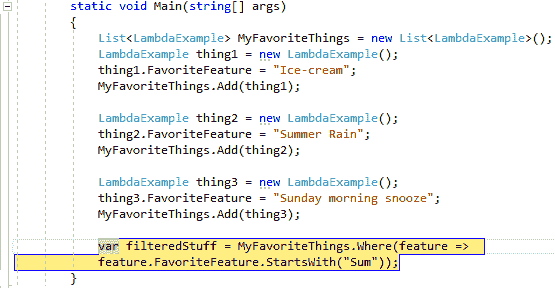 static void Main(string[] args)
{
List<LambdaExample> MyFavoriteThings = new List<LambdaExample>();
LambdaExample thing1 = new LambdaExample();
thing1.FavoriteFeature = "Ice-cream";
MyFavoriteThings.Add(thing1);
LambdaExample thing2 = new LambdaExample();
thing2.FavoriteFeature = "Summer Rain";
MyFavoriteThings.Add(thing2);
LambdaExample thing3 = new LambdaExample();
thing3.FavoriteFeature = "Sunday morning snooze";
MyFavoriteThings.Add(thing3);
var filteredStuff = MyFavoriteThings.Where(feature =>
feature.FavoriteFeature.StartsWith("Sum"));
}